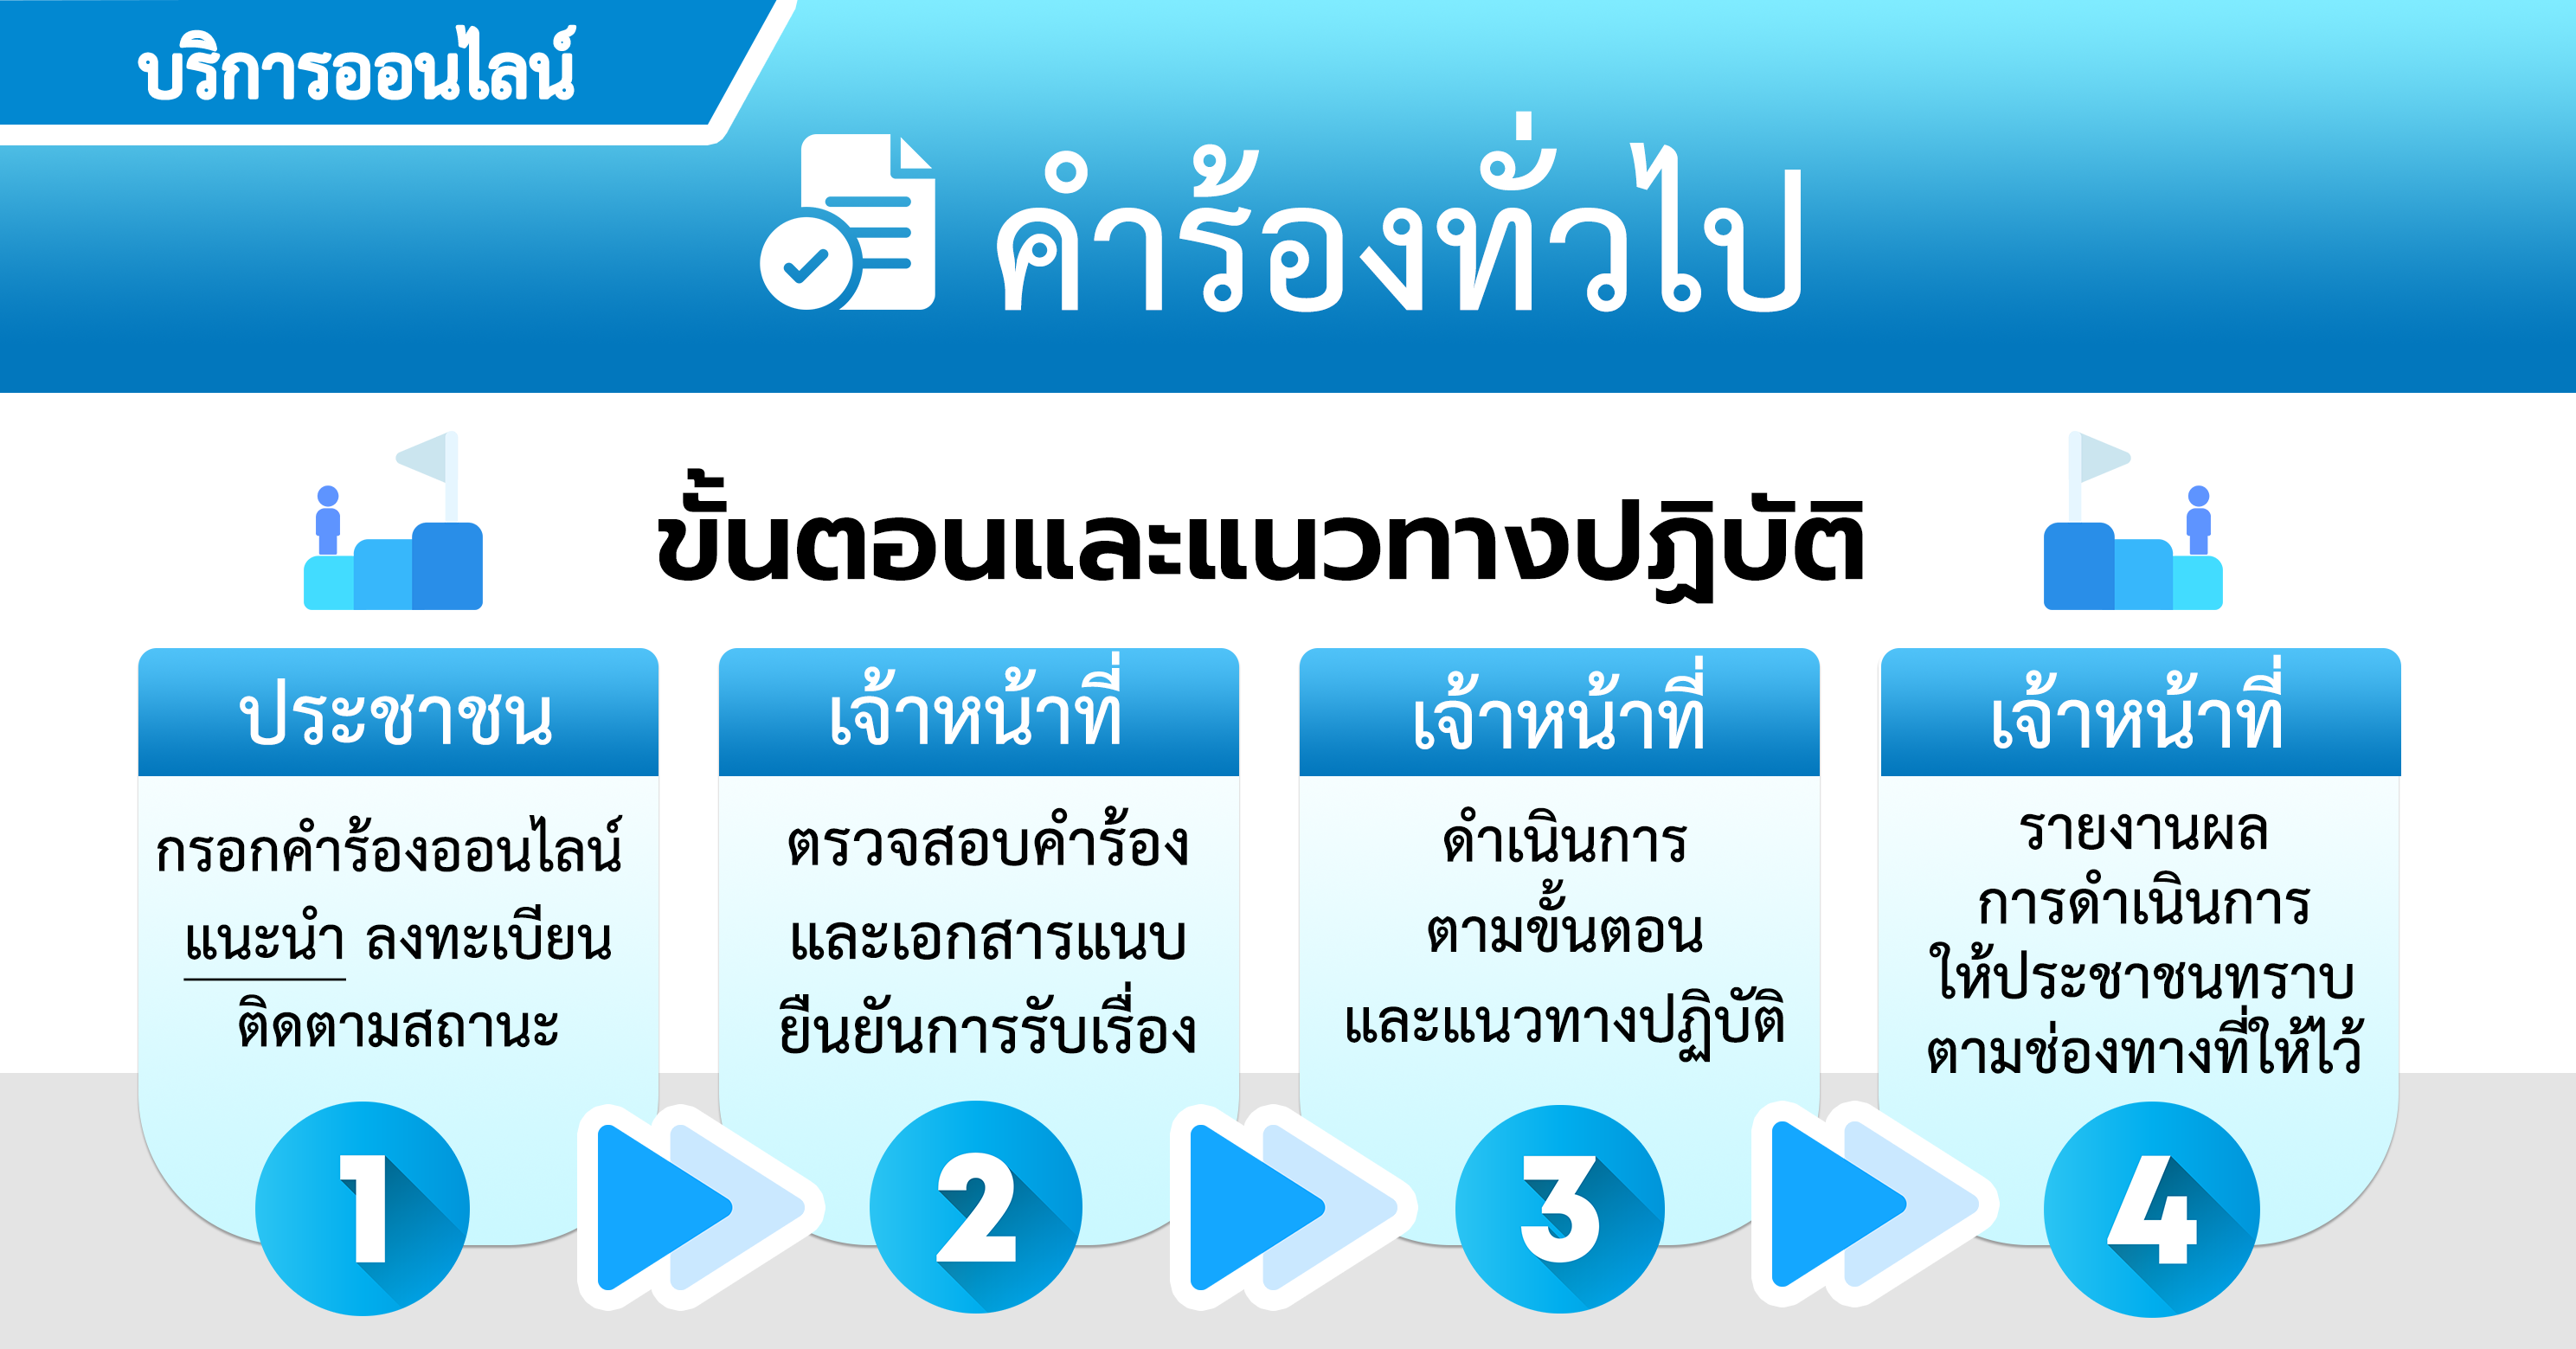 บริการออนไลน์
คำร้องทั่วไป
ขั้นตอนและแนวทางปฏิบัติ
ประชาชน
กรอกคำร้องออนไลน์
แนะนำ ลงทะเบียน
ติดตามสถานะ
1
เจ้าหน้าที่
ตรวจสอบคำร้อง
และเอกสารแนบ
ยืนยันการรับเรื่อง
2
เจ้าหน้าที่
ดำเนินการ
ตามขั้นตอน
และแนวทางปฏิบัติ
3
เจ้าหน้าที่
รายงานผล
การดำเนินการ
ให้ประชาชนทราบ
ตามช่องทางที่ให้ไว้
4